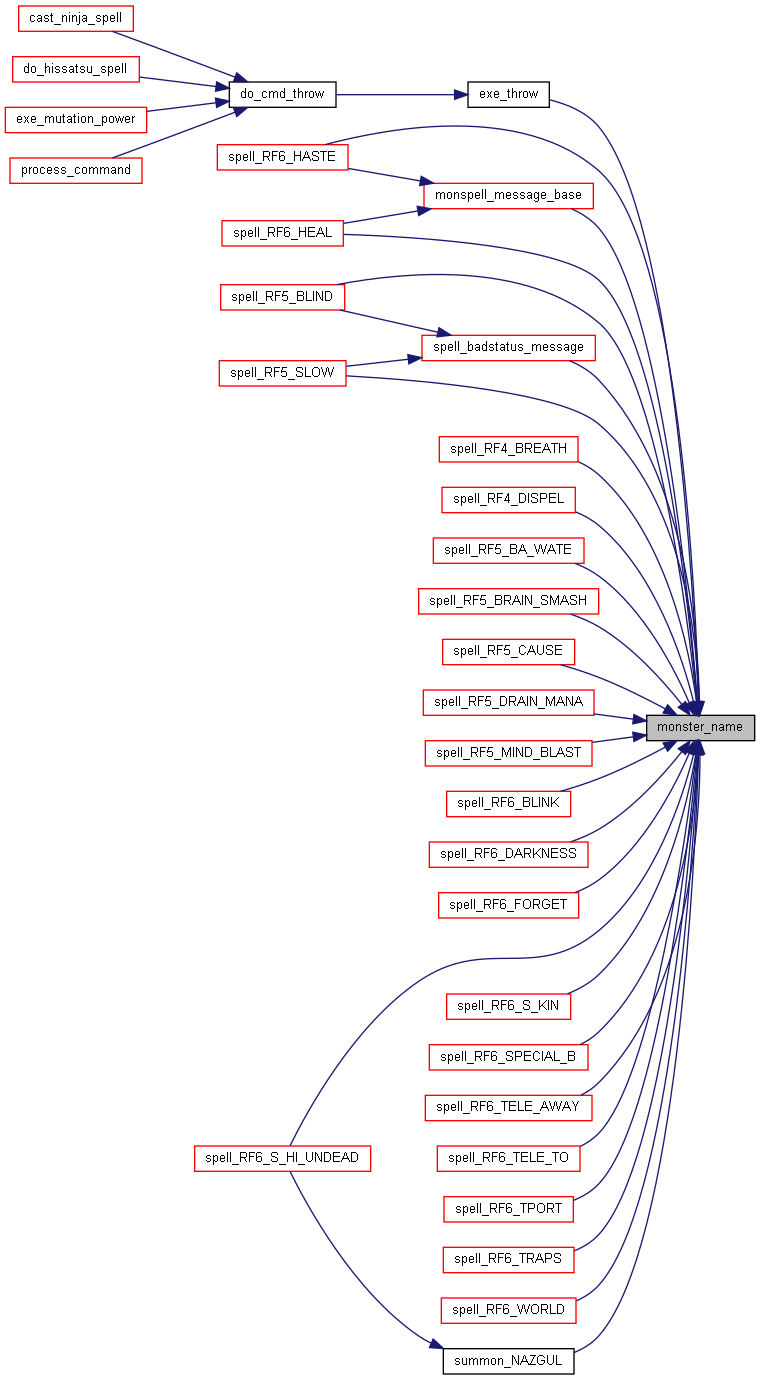 cast_ninja_spell
do_hissatsu_spell
do_cmd_throw
exe_throw
exe_mutation_power
process_command
spell_RF6_HASTE
monspell_message_base
spell_RF6_HEAL
spell_RF5_BLIND
spell_badstatus_message
spell_RF5_SLOW
spell_RF4_BREATH
spell_RF4_DISPEL
spell_RF5_BA_WATE
spell_RF5_BRAIN_SMASH
spell_RF5_CAUSE
spell_RF5_DRAIN_MANA
monster_name
spell_RF5_MIND_BLAST
spell_RF6_BLINK
spell_RF6_DARKNESS
spell_RF6_FORGET
spell_RF6_S_KIN
spell_RF6_SPECIAL_B
spell_RF6_TELE_AWAY
spell_RF6_S_HI_UNDEAD
spell_RF6_TELE_TO
spell_RF6_TPORT
spell_RF6_TRAPS
spell_RF6_WORLD
summon_NAZGUL